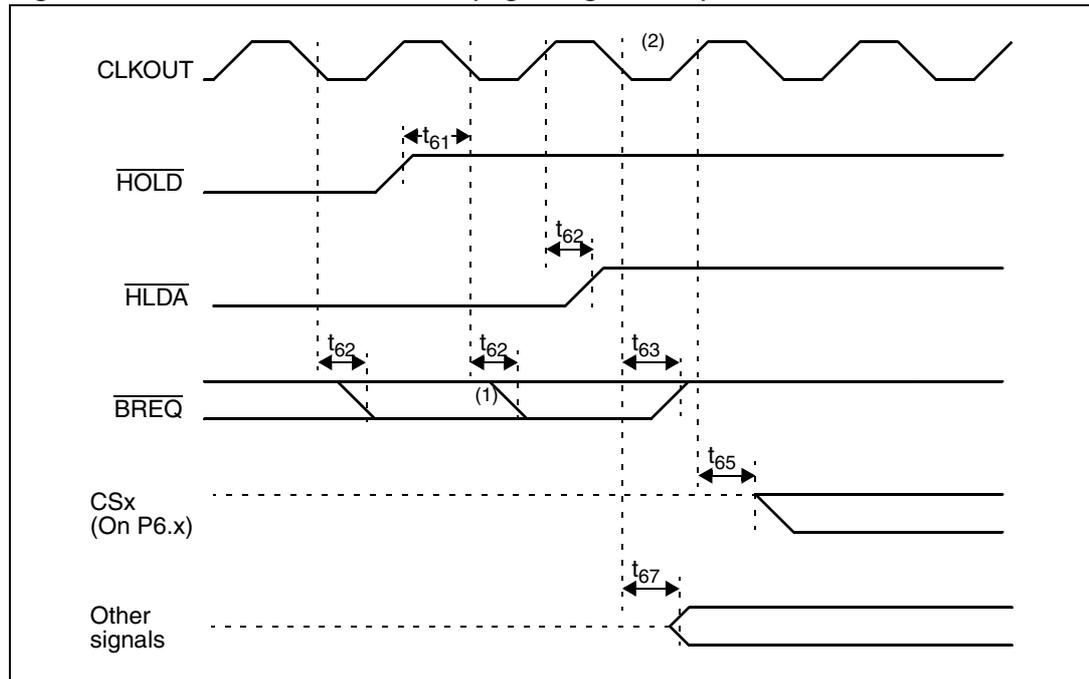 (2)
CLKOUT
t61
HOLD
t62
HLDA
t62
t62
t63
(1)
BREQ
t65
CSx
(On P6.x)
t67
Other
signals